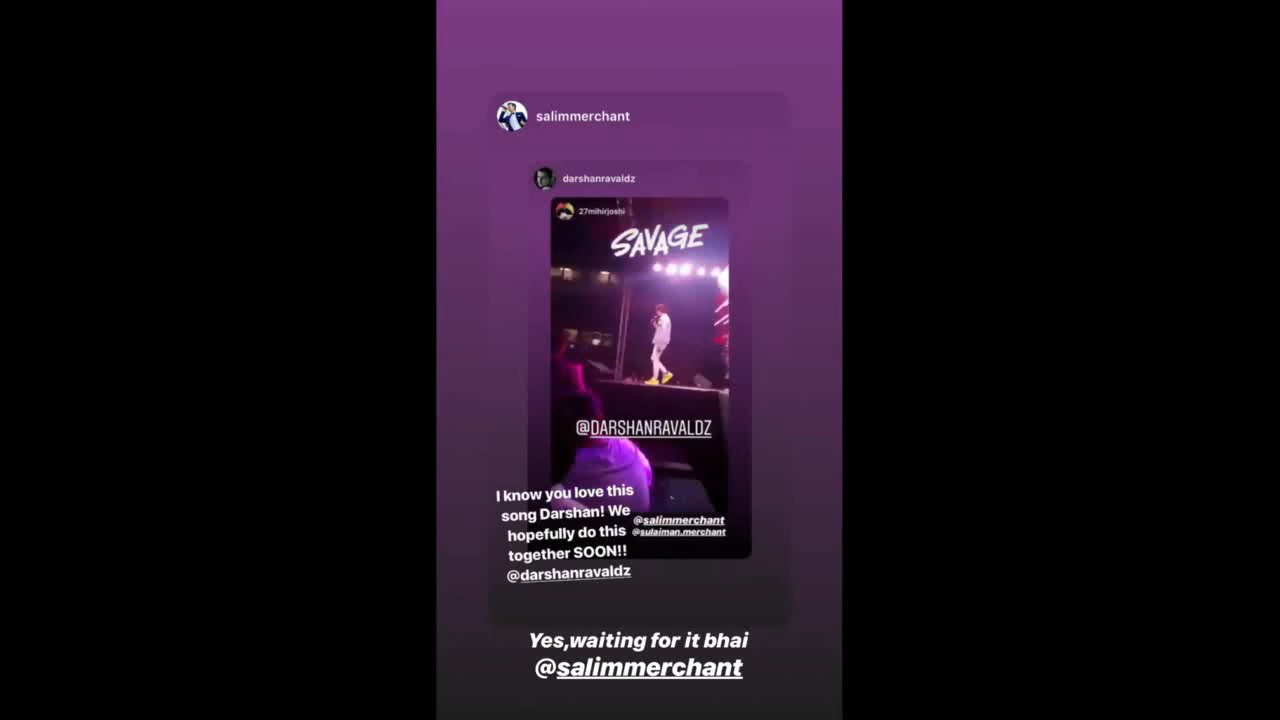 salimmerchant
darshanravaldz
27mihirjoshi
SAVAGE
@DARSHANRAVALDZ
I know you love this
song Darshan! We
hopefully do this
together SOON!!
@darshanravaldz
@salimmerchant
@sulaiman.merchant
Yes,waiting for it bhai
@salimmerchant